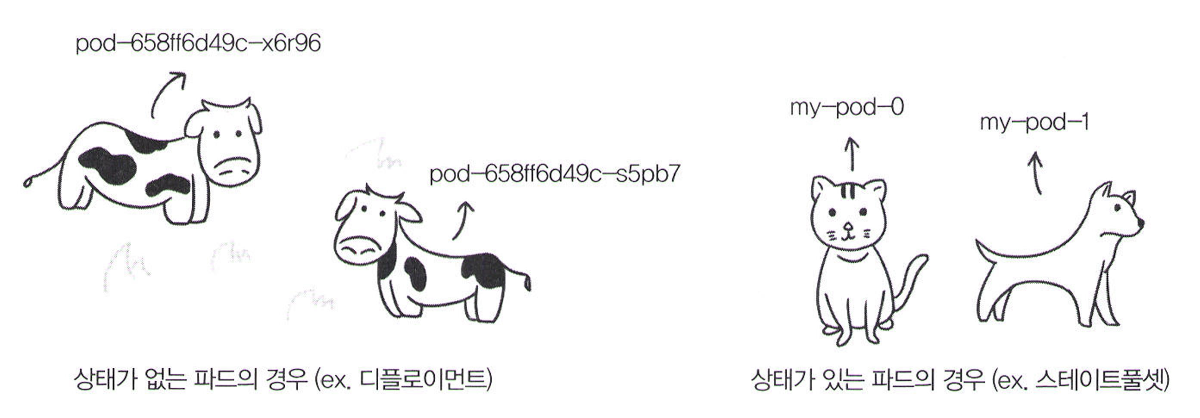 pod-658ff6d49c-x6r96
pod-658ff6d49c-s5pb7
상태가 없는 파드의 경우 (ex. 디플로이먼트)
my-pod-0
my-pod-1
상태가 있는 파드의 경우 (ex. 스테이트풀셋)